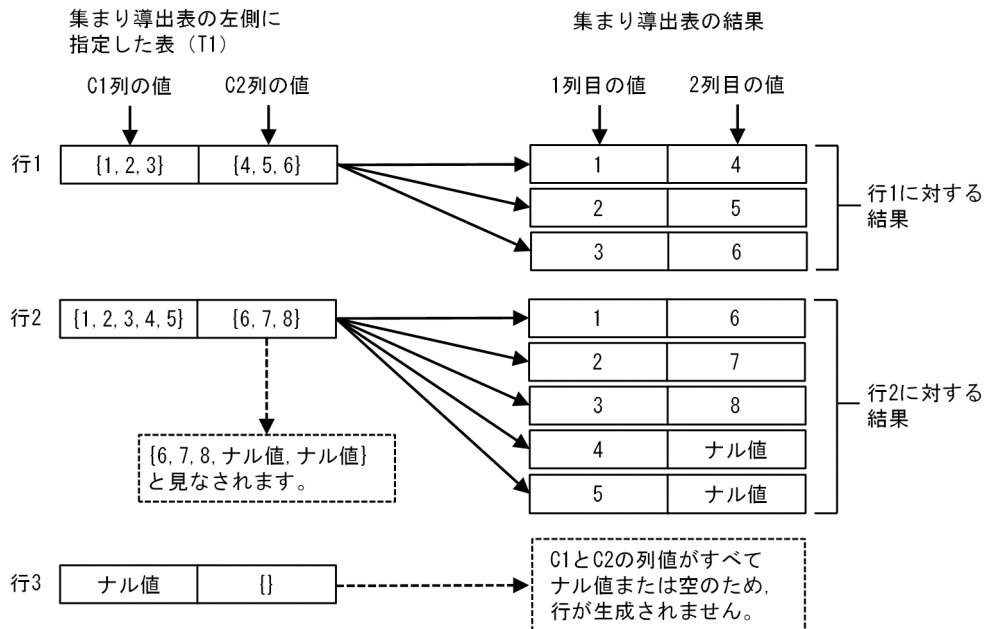 集まり導出表の左側に
指定した表（T1）
集まり導出表の結果
C1列の値
C2列の値
1列目の値
2列目の値
行1
{1, 2, 3}
{4, 5, 6}
1
4
2
5
3
6
行1に対する
結果
行2
{1, 2, 3, 4, 5}
{6, 7, 8}
1
6
2
7
3
8
4
ナル値
5
ナル値
行2に対する
結果
{6, 7, 8, ナル値, ナル値}
と見なされます。
行3
ナル値
{}
C1とC2の列値がすべて
ナル値または空のため，
行が生成されません。